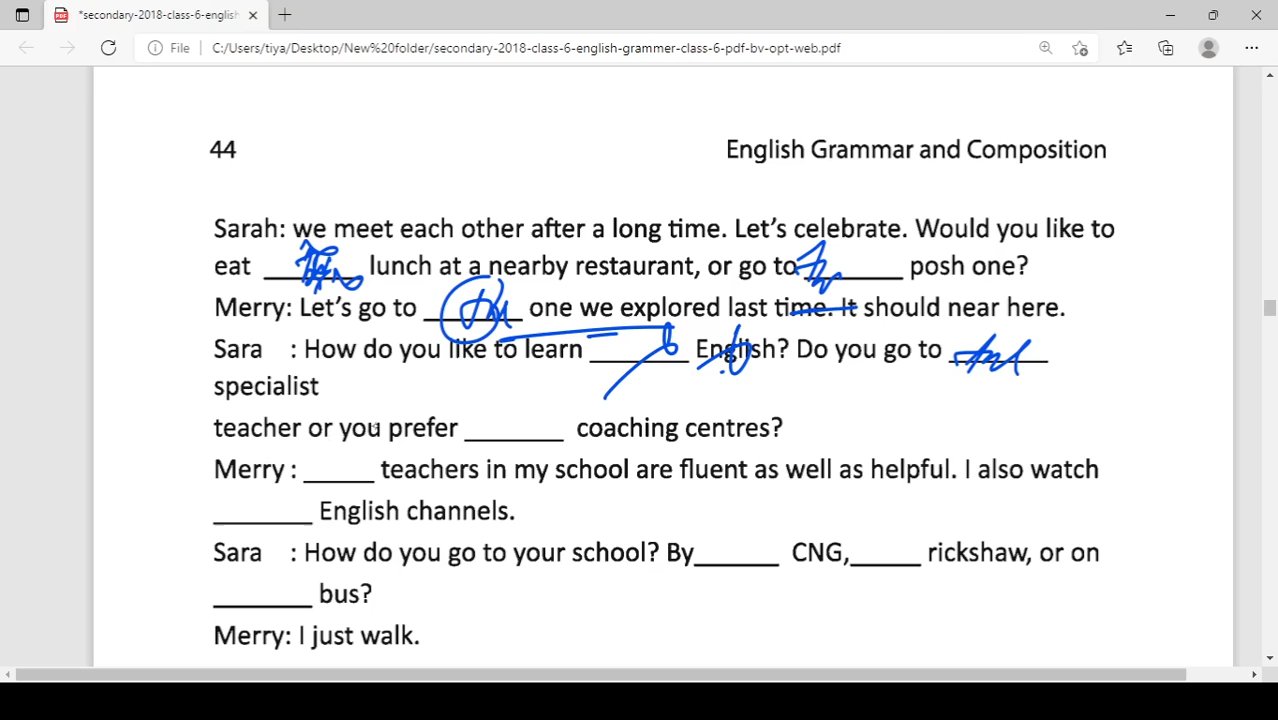 *secondary-2018-class-6-english
File C:/Users/tiya/Desktop/New%20folder/secondary-2018-class-6-english-grammer-class-6-pdf-bv-opt-web.pdf
44 English Grammar and Composition
Sarah: we meet each other after a long time. Let's celebrate. Would you like to
eat ________ lunch at a nearby restaurant, or go to ________ posh one?
Merry: Let's go to ________ one we explored last time. It should near here.
Sara : How do you like to learn ________ English? Do you go to ________
specialist
teacher or you prefer ________ coaching centres?
Merry : ______ teachers in my school are fluent as well as helpful. I also watch
________ English channels.
Sara : How do you go to your school? By_______ CNG,______ rickshaw, or on
________ bus?
Merry: I just walk.